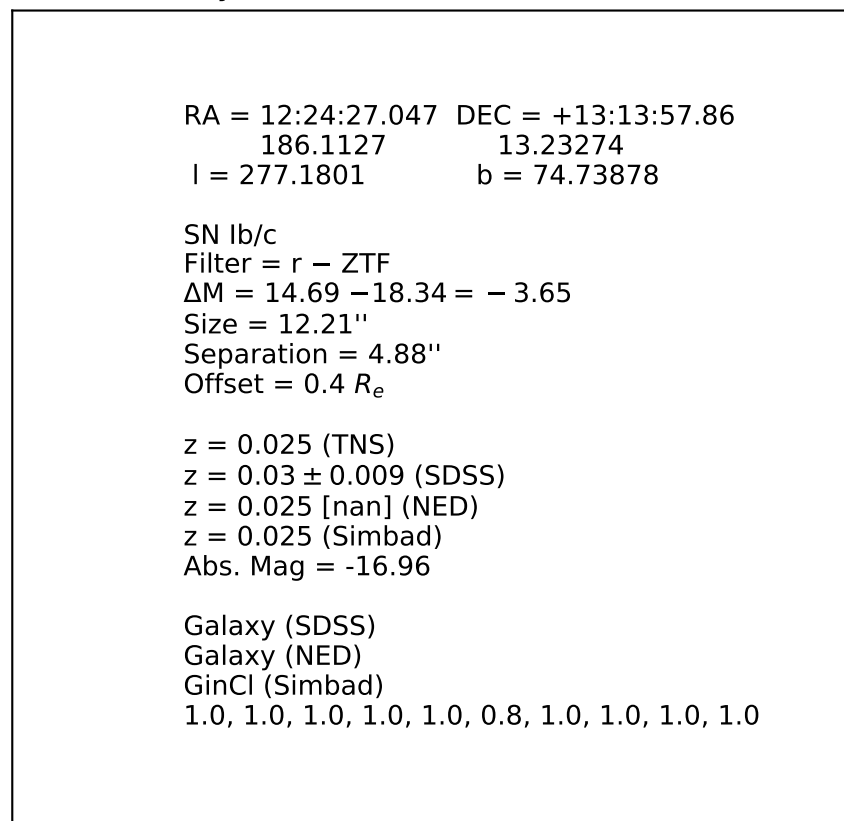 RA = 12:24:27.047 DEC = +13:13:57.86
186.1127 13.23274
l = 277.1801 b = 74.73878
SN Ib/c
Filter = r − ZTF
ΔM = 14.69 −18.34 = − 3.65
Size = 12.21''
Separation = 4.88''
Offset = 0.4 Re
z = 0.025 (TNS)
z = 0.03 ± 0.009 (SDSS)
z = 0.025 [nan] (NED)
z = 0.025 (Simbad)
Abs. Mag = -16.96
Galaxy (SDSS)
Galaxy (NED)
GinCl (Simbad)
1.0, 1.0, 1.0, 1.0, 1.0, 0.8, 1.0, 1.0, 1.0, 1.0